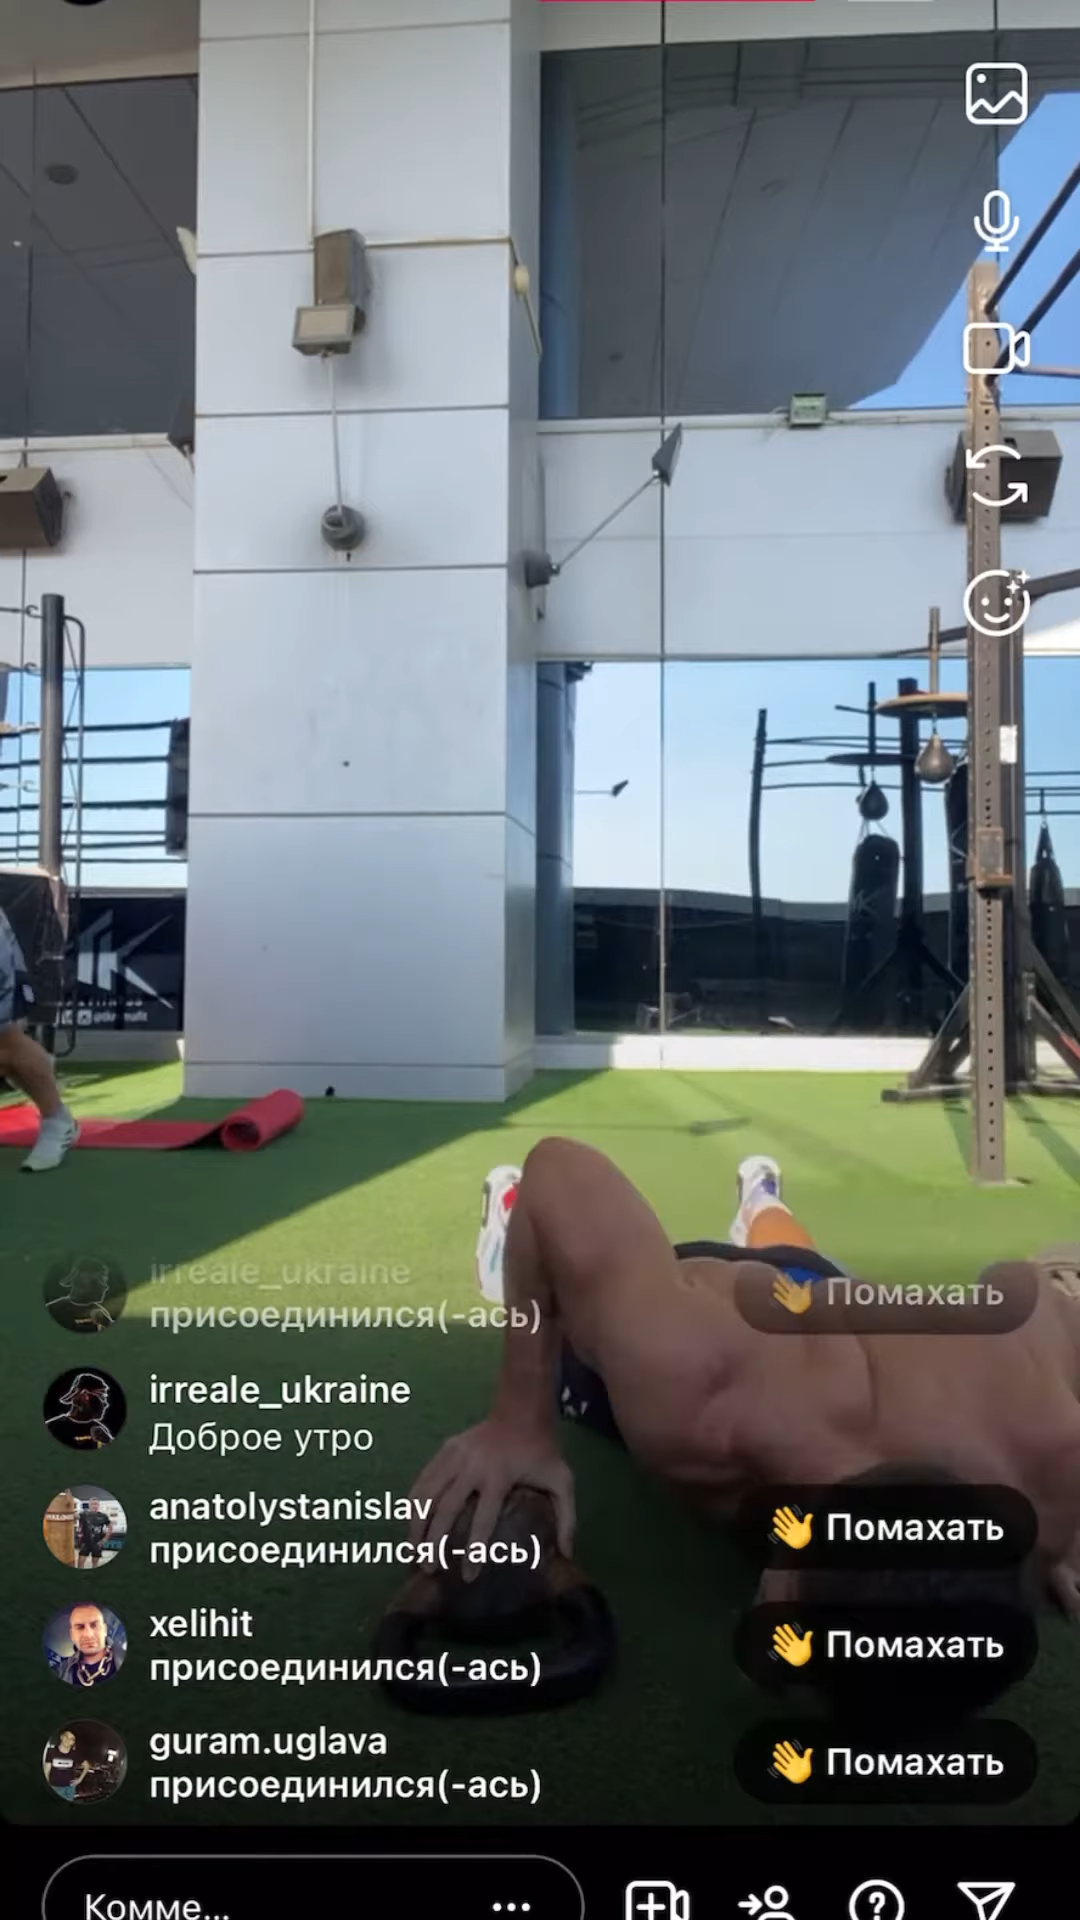 irreale_ukraine
присоединился(-ась)
👋 Помахать
irreale_ukraine
Доброе утро
anatolystanislav
присоединился(-ась)
👋 Помахать
xelihit
присоединился(-ась)
👋 Помахать
guram.uglava
присоединился(-ась)
👋 Помахать
Комме...